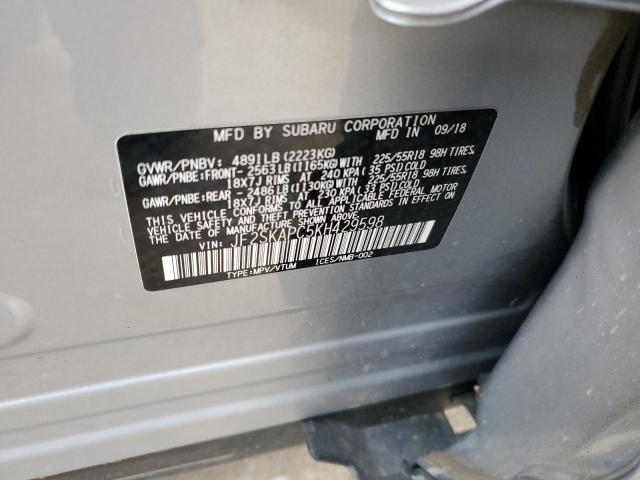 MFD BY SUBARU CORPORATION
MFD IN 09/18
GVWR/PNBV: 4891LB(2223KG)
GAWR/PNBE:FRONT- 2563LB(1165KG)WITH 225/55R18 98H TIRES.
18X7J RIMS AT 240 KPA(35 PSI)COLD
GAWR/PNBE:REAR -2486LB(1130KG)WITH 225/55R18 98H TIRES.
18X7J RIMS AT 230 KPA(33 PSI)COLD
THIS VEHICLE CONFORMS TO ALL APPLICABLE
FEDERAL MOTOR VEHICLE SAFETY STANDARDS IN EFFECT ON
THE DATE OF MANUFACTURE SHOWN ABOVE.
VIN: JF2SKAPC5KH429598
TYPE:MPV/VTUM ICES/NMB-002